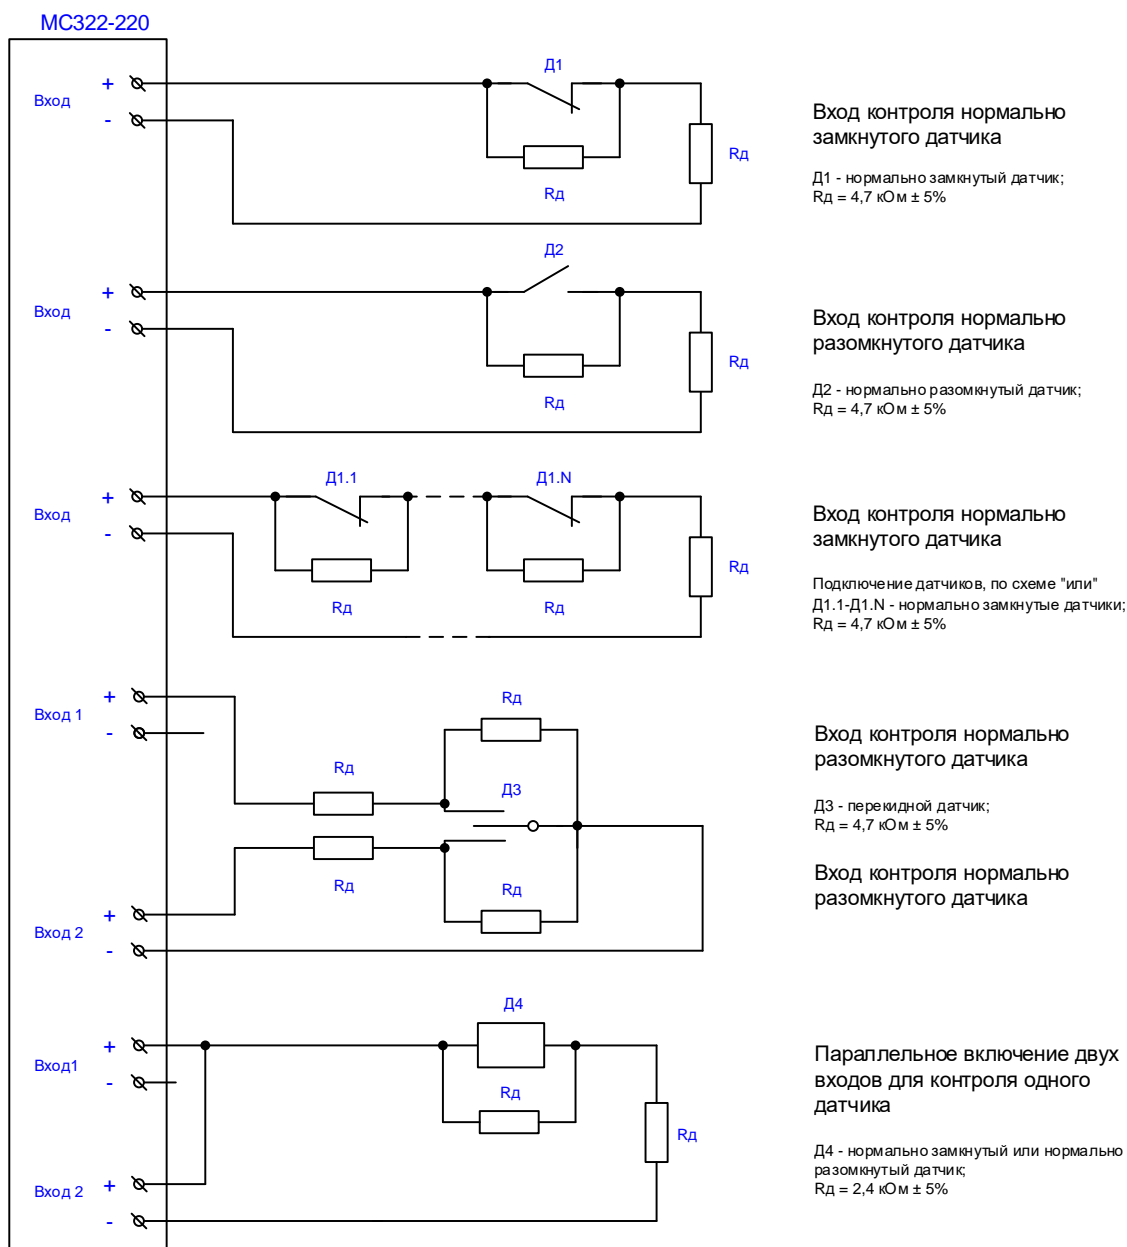 МС322-220
Д1
+
Вход
-
Rд
Rд
Вход контроля нормально
замкнутого датчика
Д1 - нормально замкнутый датчик;
Rд = 4,7 кОм ± 5%
Д2
+
Вход
-
Rд
Rд
Вход контроля нормально
разомкнутого датчика
Д2 - нормально разомкнутый датчик;
Rд = 4,7 кОм ± 5%
Д1.1
Д1.N
+
Вход
-
Rд
Rд
Rд
Вход контроля нормально
замкнутого датчика
Подключение датчиков, по схеме "или"
Д1.1-Д1.N - нормально замкнутые датчики;
Rд = 4,7 кОм ± 5%
+
Вход 1
-
Rд
Rд
Д3
Rд
Rд
+
Вход 2
-
Вход контроля нормально
разомкнутого датчика
Д3 - перекидной датчик;
Rд = 4,7 кОм ± 5%
Вход контроля нормально
разомкнутого датчика
Д4
+
Вход1
-
Rд
Rд
+
Вход 2
-
Параллельное включение двух
входов для контроля одного
датчика
Д4 - нормально замкнутый или нормально
разомкнутый датчик;
Rд = 2,4 кОм ± 5%